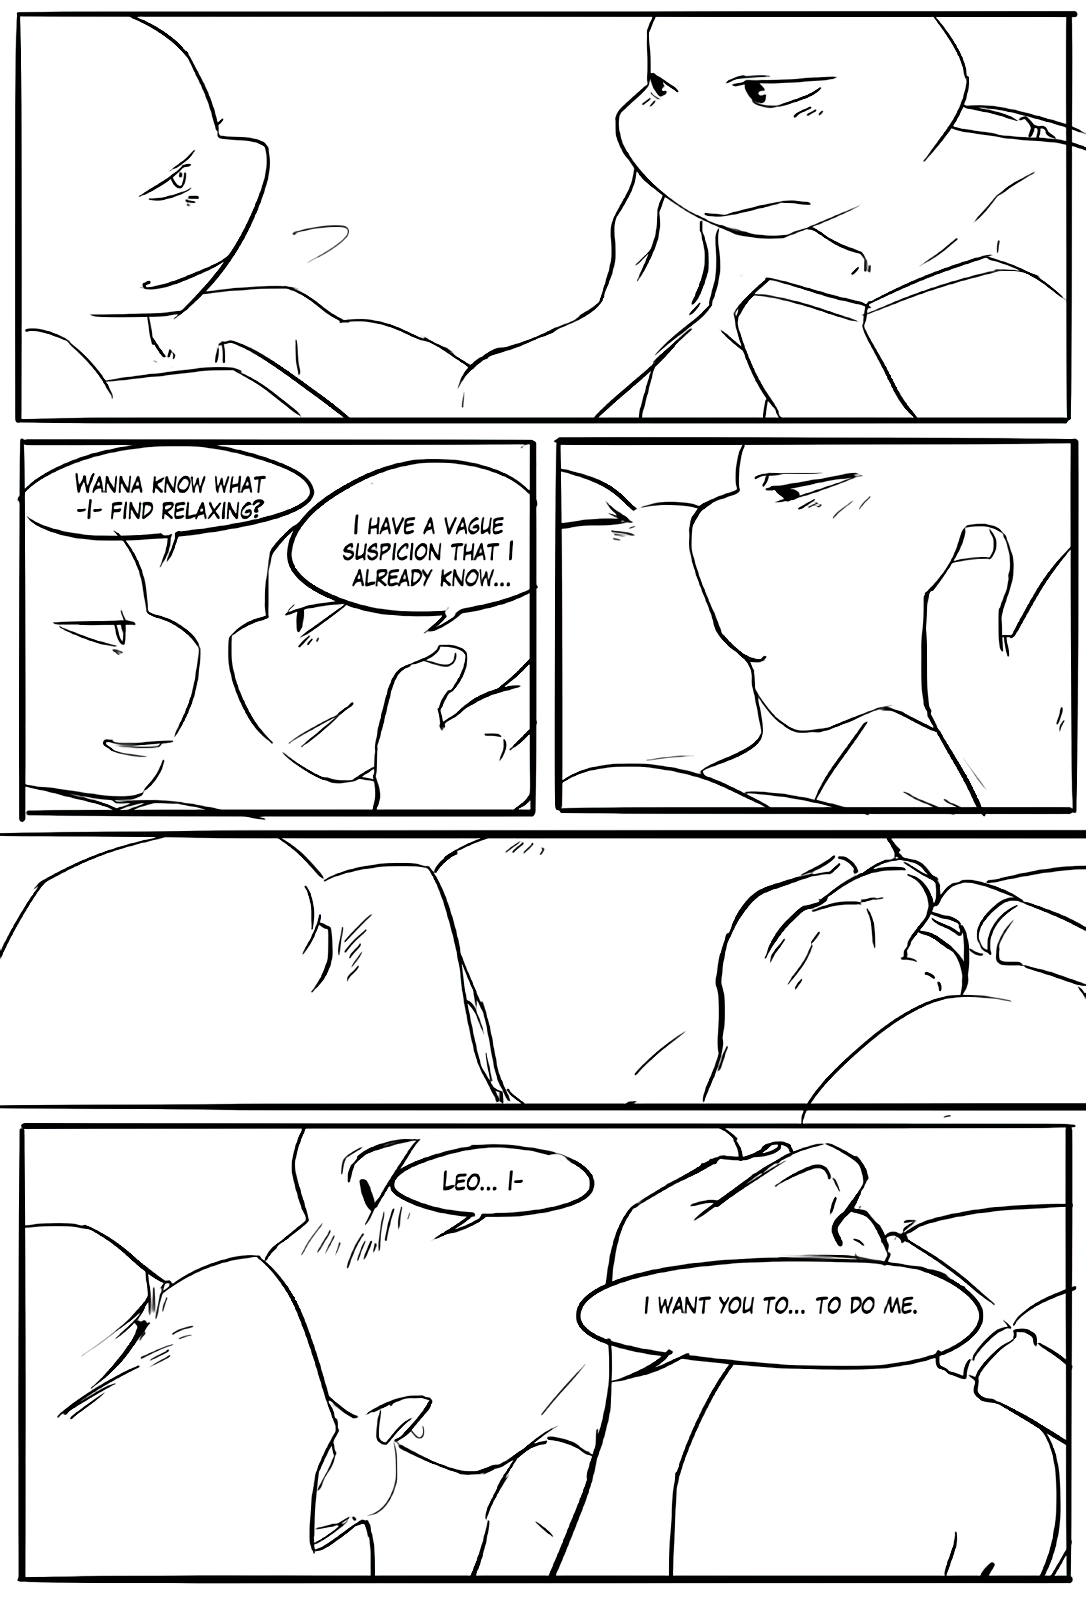 WANNA KNOW WHAT
-I- FIND RELAXING?
I HAVE A VAGUE
SUSPICION THAT I
ALREADY KNOW...
LEO... I-
I WANT YOU TO... TO DO ME.